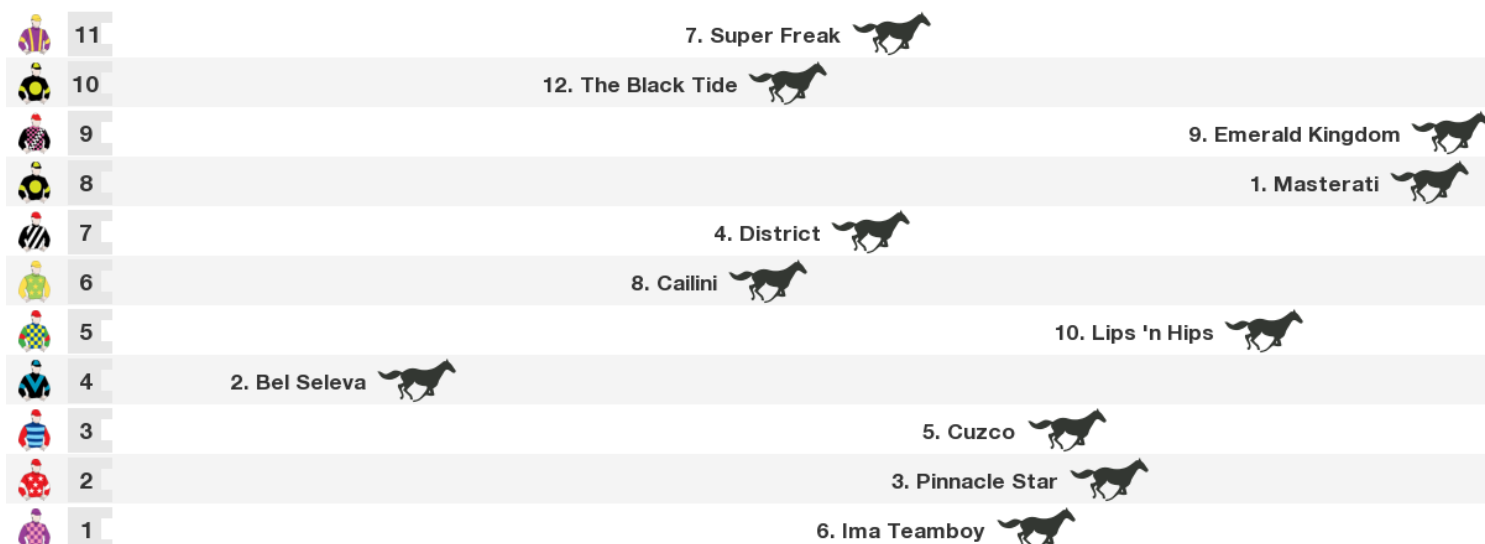 11 7. Super Freak
10 12. The Black Tide
9 9. Emerald Kingdom
8 1. Masterati
7 4. District
6 8. Cailini
5 10. Lips 'n Hips
4 2. Bel Seleva
3 5. Cuzco
2 3. Pinnacle Star
1 6. Ima Teamboy